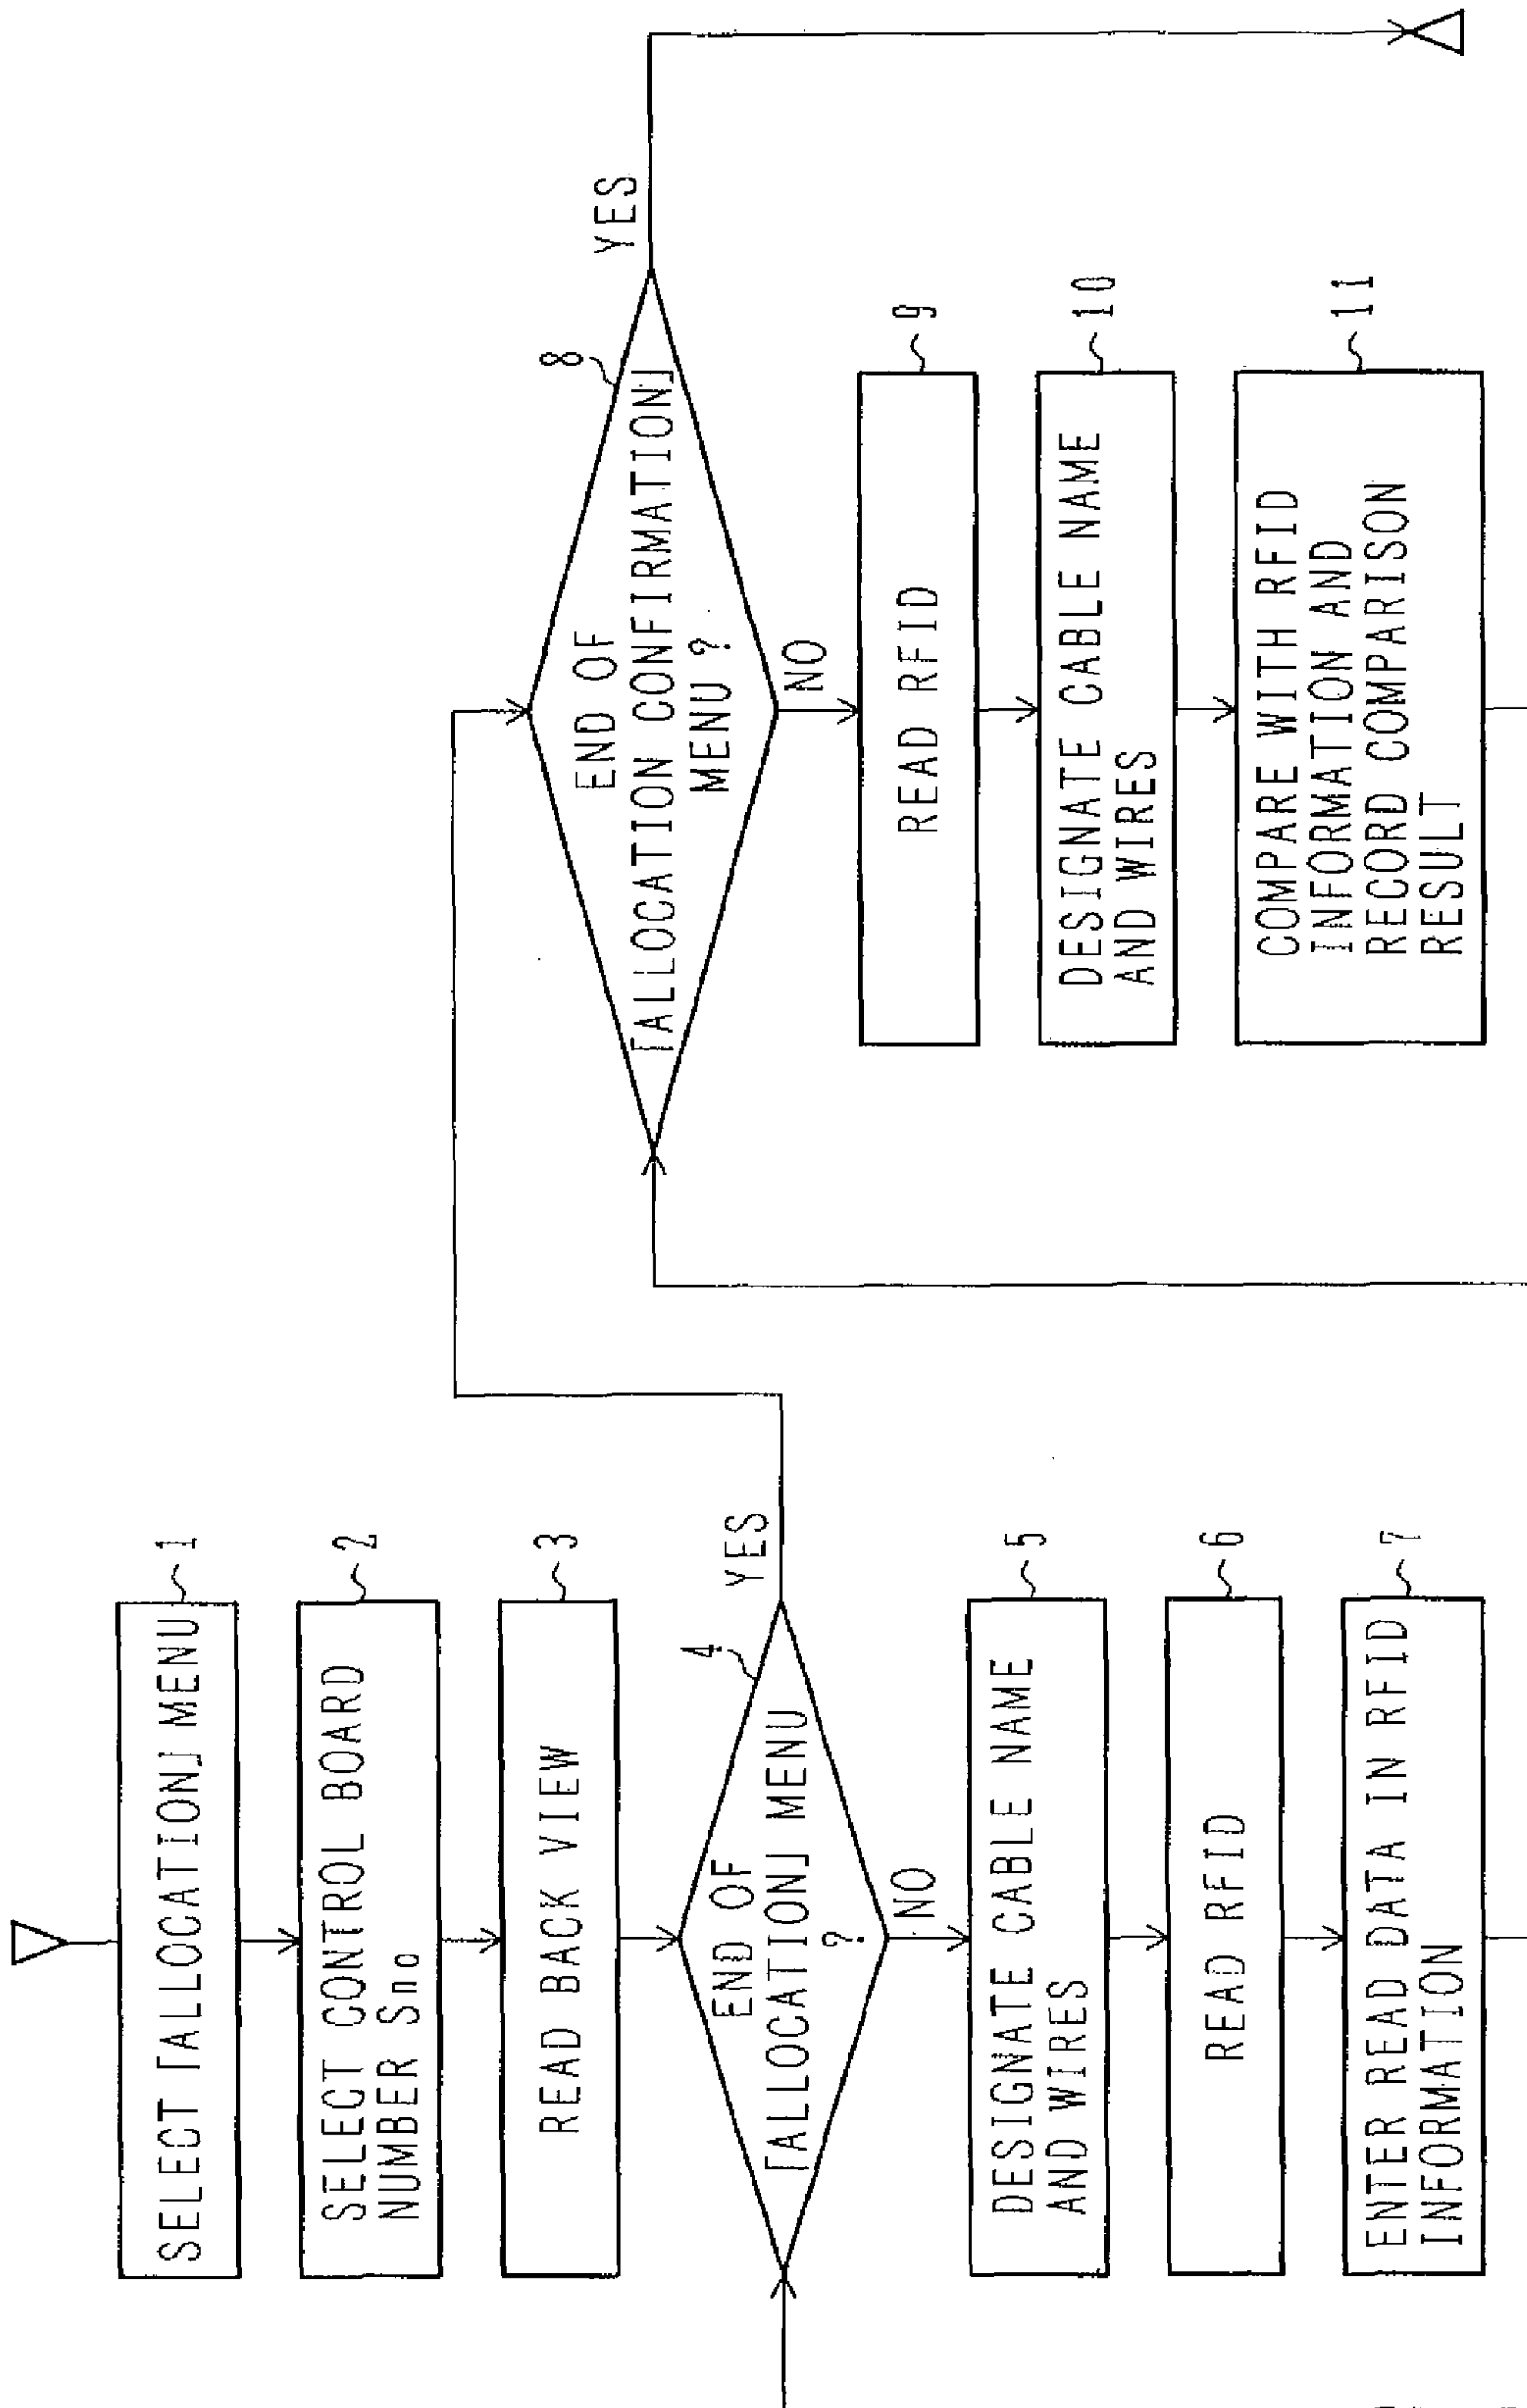 SELECT 「ALLOCATION」 MENU
1
SELECT CONTROL BOARD
NUMBER Sno
2
READ BACK VIEW
3
4
END OF
「ALLOCATION」 MENU
?
YES
NO
DESIGNATE CABLE NAME
AND WIRES
5
READ RFID
6
ENTER READ DATA IN RFID
INFORMATION
7
8
END OF
「ALLOCATION CONFIRMATION」
MENU ?
YES
NO
READ RFID
9
DESIGNATE CABLE NAME
AND WIRES
10
COMPARE WITH RFID
INFORMATION AND
RECORD COMPARISON
RESULT
11